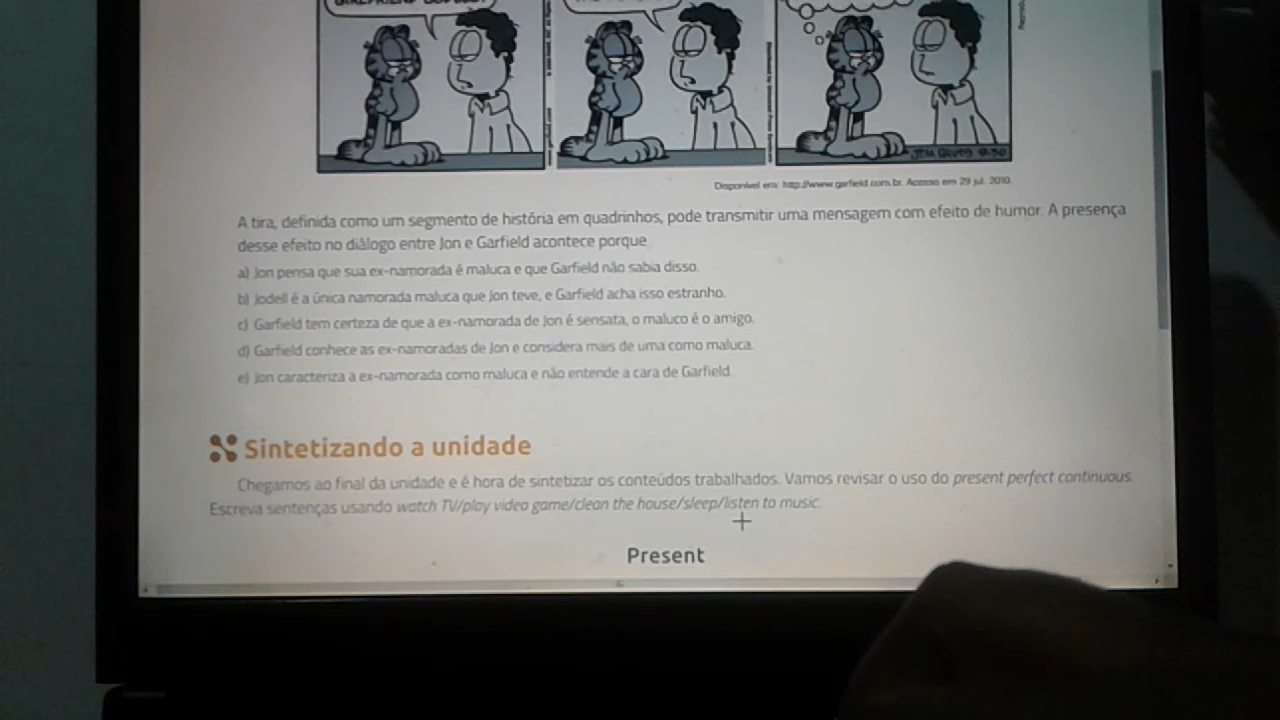 Disponível em: http://www.garfield.com.br. Acesso em 29 jul. 2010.
A tira, definida como um segmento de história em quadrinhos, pode transmitir uma mensagem com efeito de humor. A presença
desse efeito no diálogo entre Jon e Garfield acontece porque
a) Jon pensa que sua ex-namorada é maluca e que Garfield não sabia disso.
b) Jodell é a única namorada maluca que Jon teve, e Garfield acha isso estranho.
c) Garfield tem certeza de que a ex-namorada de Jon é sensata, o maluco é o amigo.
d) Garfield conhece as ex-namoradas de Jon e considera mais de uma como maluca.
e) Jon caracteriza a ex-namorada como maluca e não entende a cara de Garfield.
Sintetizando a unidade
Chegamos ao final da unidade e é hora de sintetizar os conteúdos trabalhados. Vamos revisar o uso do present perfect continuous.
Escreva sentenças usando watch TV/play video game/clean the house/sleep/listen to music.
Present